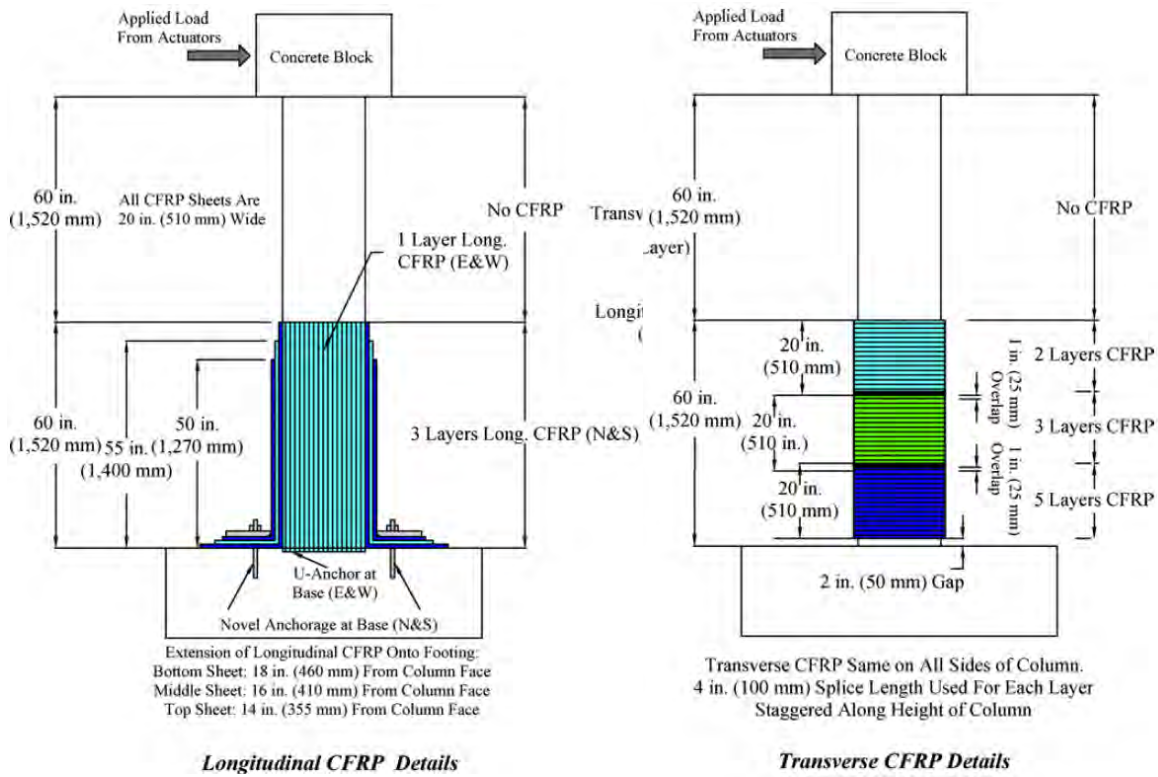 Applied Load
From Actuators
Concrete Block
60 in.
(1,520 mm)
All CFRP Sheets Are
20 in. (510 mm) Wide
No CFRP
1 Layer Long.
CFRP (E&W)
60 in.
(1,520 mm)
55 in.
(1,400 mm)
50 in.
(1,270 mm)
3 Layers Long. CFRP (N&S)
U-Anchor at
Base (E&W)
Novel Anchorage at Base (N&S)
Extension of Longitudinal CFRP Onto Footing:
Bottom Sheet: 18 in. (460 mm) From Column Face
Middle Sheet: 16 in. (410 mm) From Column Face
Top Sheet: 14 in. (355 mm) From Column Face
Longitudinal CFRP Details
Applied Load
From Actuators
Concrete Block
60 in.
(1,520 mm)
Transv
ayer)
Longi
(
No CFRP
20 in.
(510 mm)
60 in.
(1,520 mm)
20 in.
(510 in.)
20 in.
(510 mm)
1 in. (25 mm)
Overlap
1 in. (25 mm)
Overlap
2 Layers CFRP
3 Layers CFRP
5 Layers CFRP
2 in. (50 mm) Gap
Transverse CFRP Same on All Sides of Column.
4 in. (100 mm) Splice Length Used For Each Layer
Staggered Along Height of Column
Transverse CFRP Details